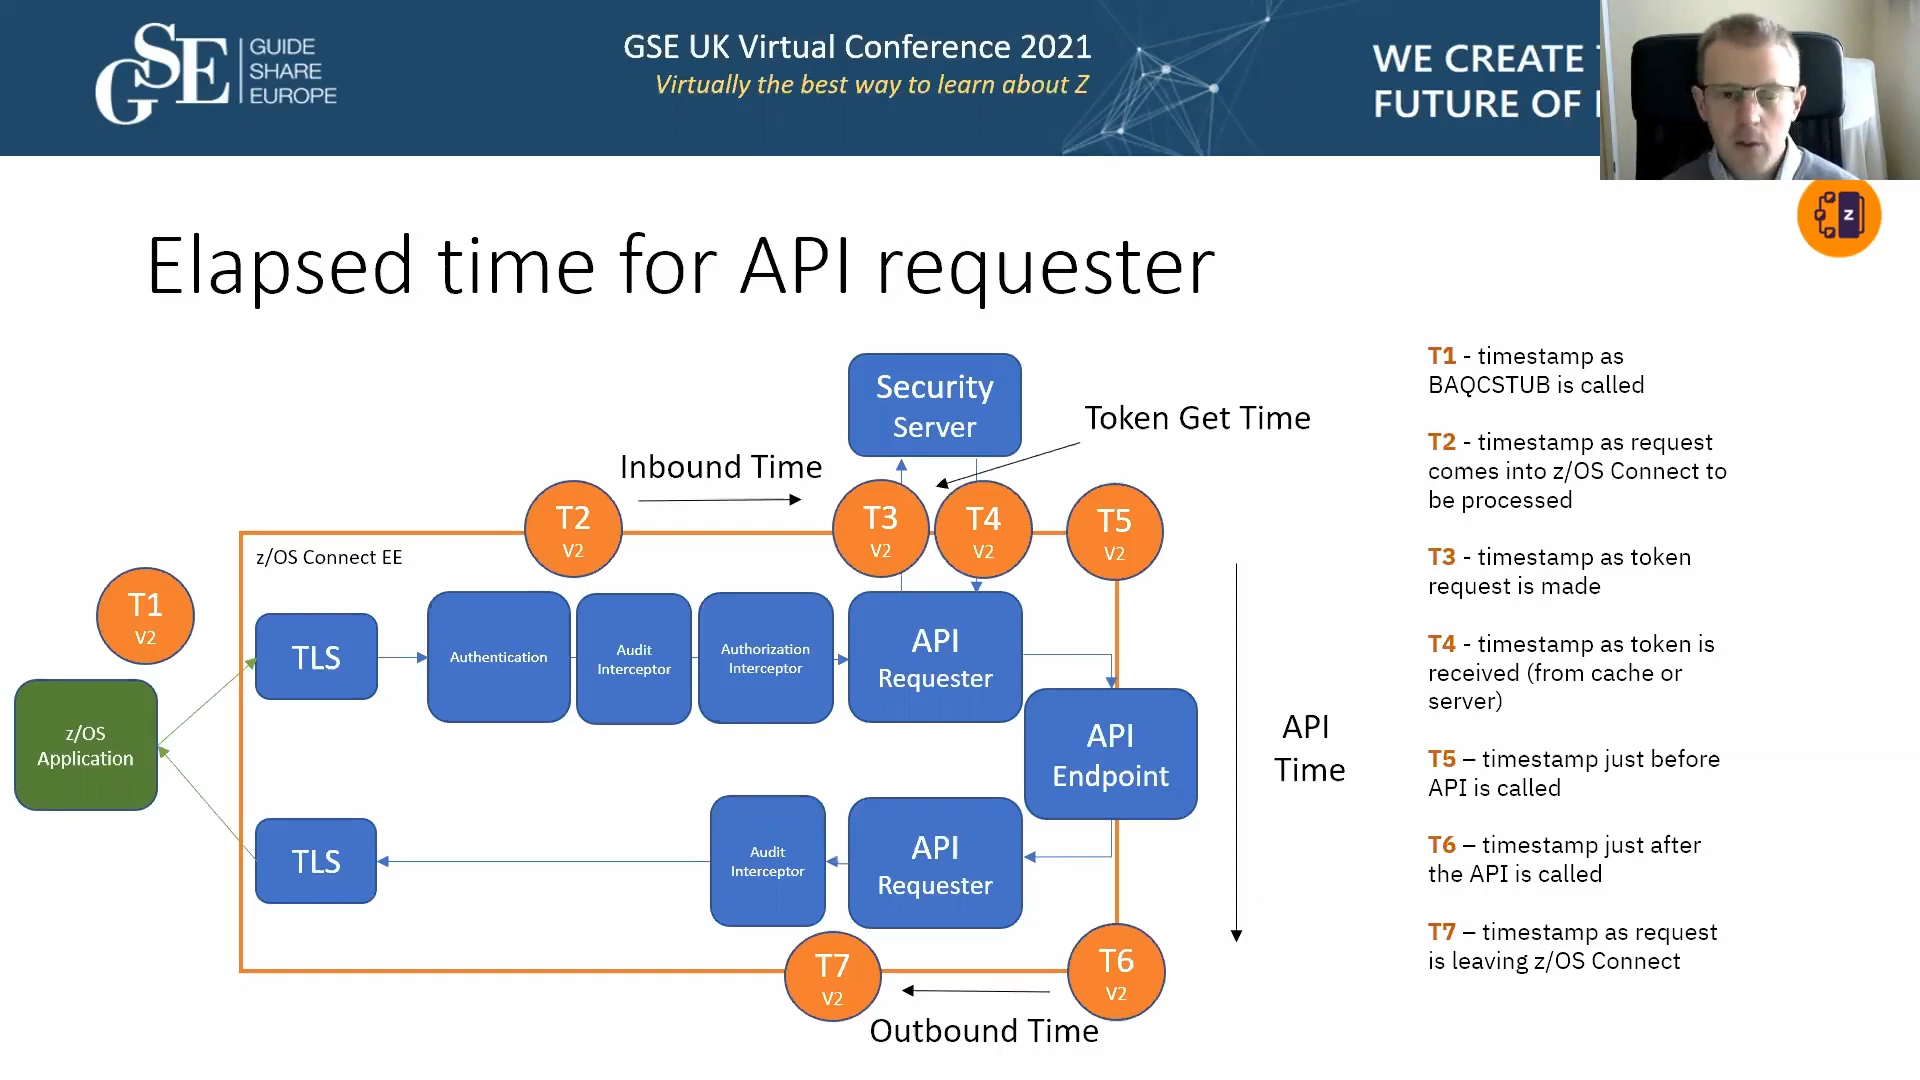 GSE
GUIDE
SHARE
EUROPE
GSE UK Virtual Conference 2021
Virtually the best way to learn about Z
WE CREATE
FUTURE OF
z
Elapsed time for API requester
Security
Server
Token Get Time
Inbound Time
T2
V2
T3
V2
T4
V2
T5
V2
z/OS Connect EE
T1
V2
TLS
Authentication
Audit
Interceptor
Authorization
Interceptor
API
Requester
z/OS
Application
API
Endpoint
API
Time
TLS
Audit
Interceptor
API
Requester
T7
V2
T6
V2
Outbound Time
T1 - timestamp as
BAQCSTUB is called
T2 - timestamp as request
comes into z/OS Connect to
be processed
T3 - timestamp as token
request is made
T4 - timestamp as token is
received (from cache or
server)
T5 – timestamp just before
API is called
T6 – timestamp just after
the API is called
T7 – timestamp as request
is leaving z/OS Connect